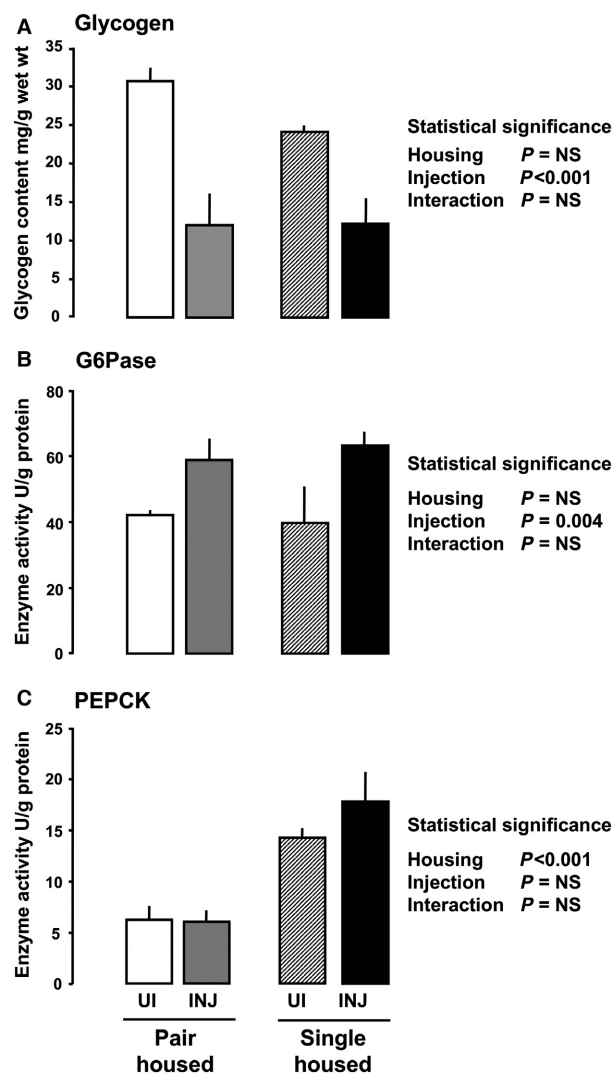 A Glycogen
Glycogen content mg/g wet wt
35
30
25
20
15
10
5
0
Statistical significance
Housing P = NS
Injection P<0.001
Interaction P = NS
B G6Pase
Enzyme activity U/g protein
80
60
40
20
0
Statistical significance
Housing P = NS
Injection P = 0.004
Interaction P = NS
C PEPCK
Enzyme activity U/g protein
25
20
15
10
5
0
Statistical significance
Housing P<0.001
Injection P = NS
Interaction P = NS
UI INJ UI INJ
Pair Single
housed housed